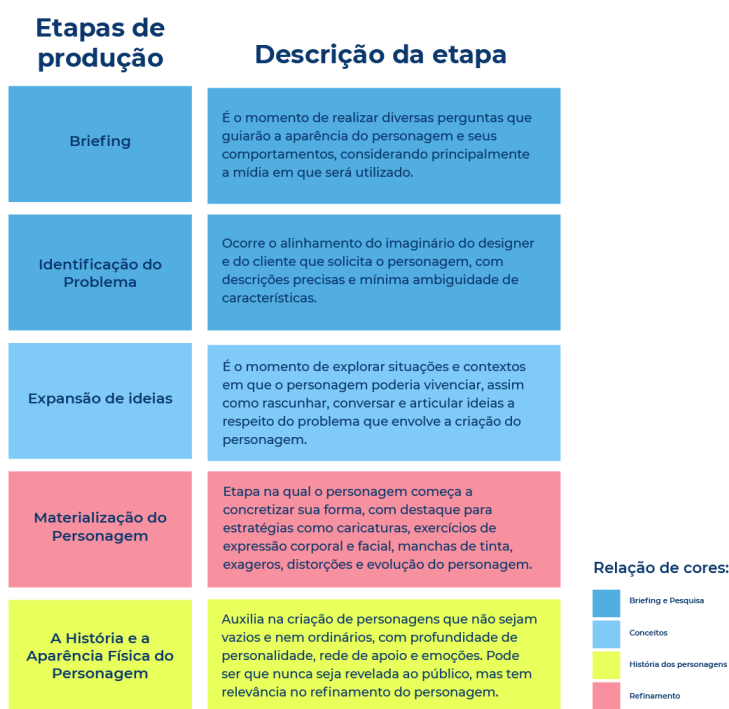 Etapas de
produção
Descrição da etapa
Briefing
É o momento de realizar diversas perguntas que
guiarão a aparência do personagem e seus
comportamentos, considerando principalmente
a mídia em que será utilizado.
Identificação do
Problema
Ocorre o alinhamento do imaginário do designer
e do cliente que solicita o personagem, com
descrições precisas e mínima ambiguidade de
características.
Expansão de ideias
É o momento de explorar situações e contextos
em que o personagem poderia vivenciar, assim
como rascunhar, conversar e articular ideias a
respeito do problema que envolve a criação do
personagem.
Materialização do
Personagem
Etapa na qual o personagem começa a
concretizar sua forma, com destaque para
estratégias como caricaturas, exercícios de
expressão corporal e facial, manchas de tinta,
exageros, distorções e evolução do personagem.
A História e a
Aparência Física do
Personagem
Auxilia na criação de personagens que não sejam
vazios e nem ordinários, com profundidade de
personalidade, rede de apoio e emoções. Pode
ser que nunca seja revelada ao público, mas tem
relevância no refinamento do personagem.
Relação de cores:
Briefing e Pesquisa
Conceitos
História dos personagens
Refinamento